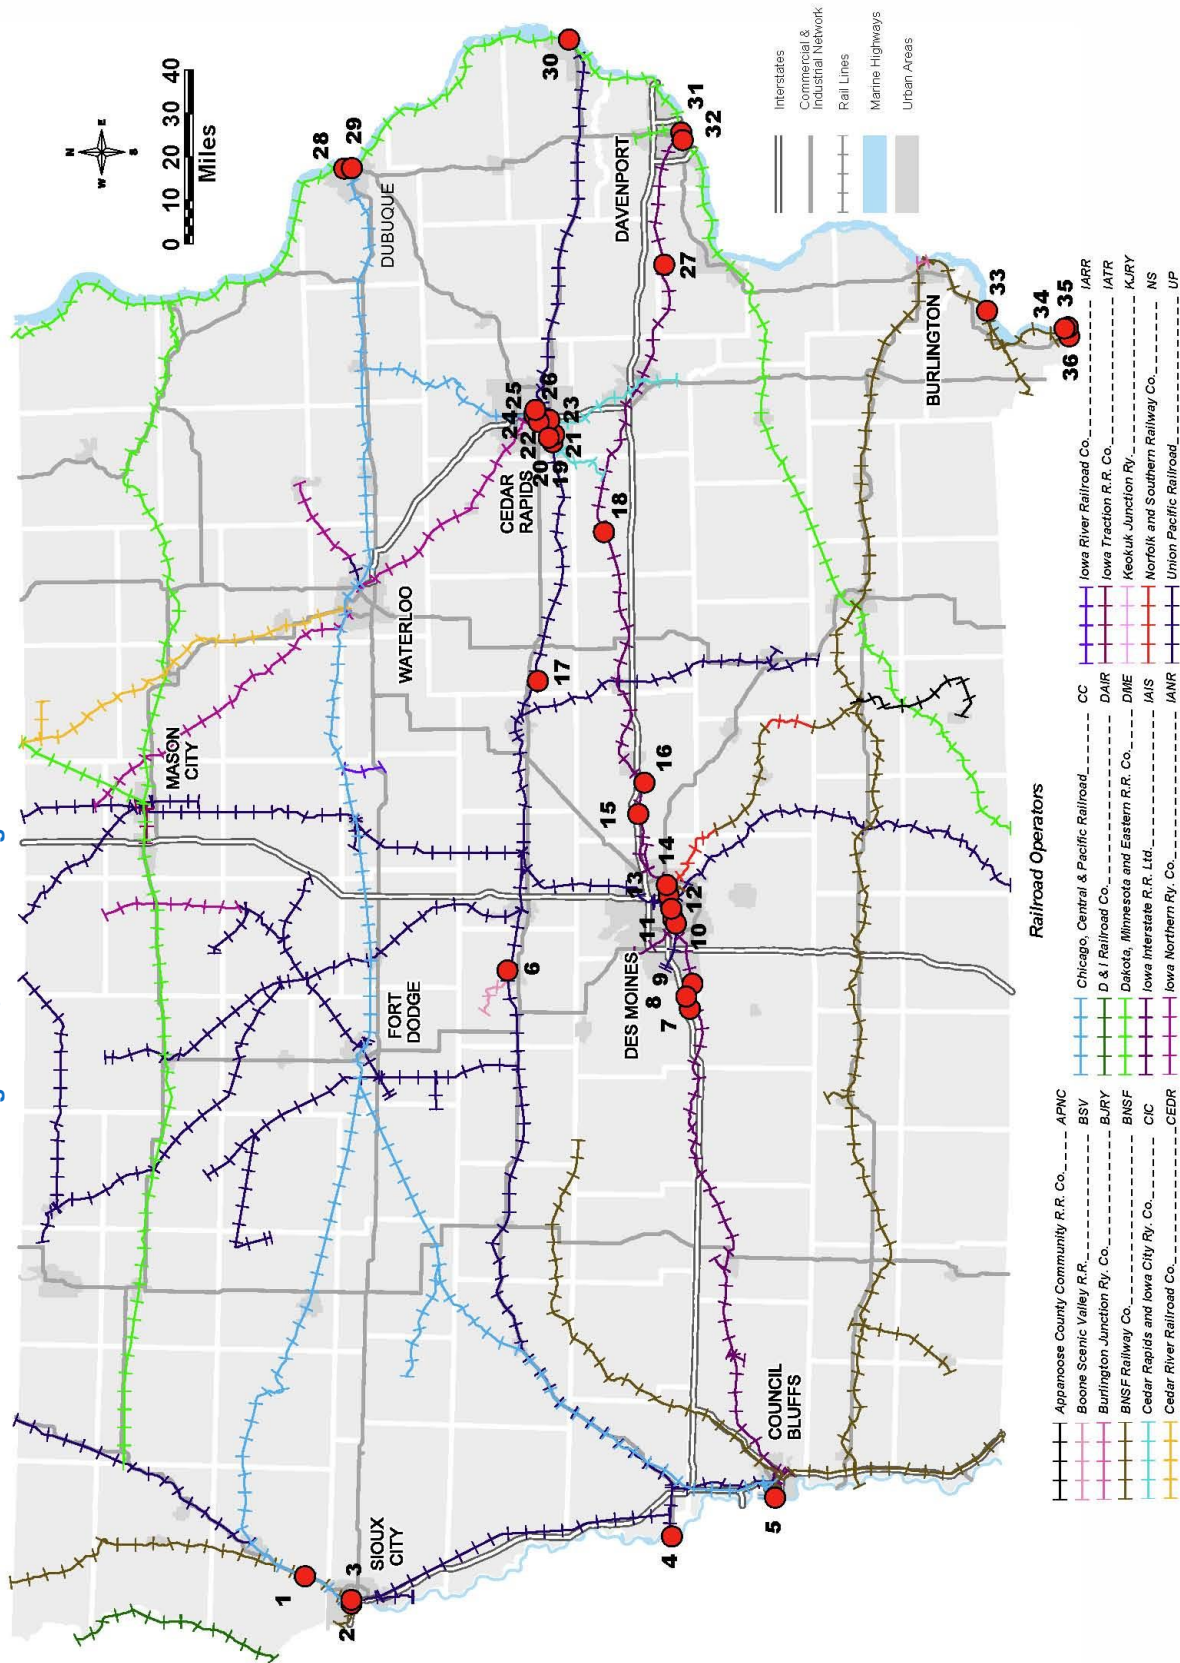 N
W
E
S
0 10 20 30 40
Miles
28
29
30
31
32
DUBUQUE
DAVENPORT
27
Interstates
Commercial &
Industrial Network
Rail Lines
Marine Highways
Urban Areas
BURLINGTON
33
34
35
36
24
25
26
22
23
20
21
19
CEDAR
RAPIDS
18
WATERLOO
17
MASON
CITY
16
15
14
13
12
11
10
DES MOINES
9
8
7
6
FORT
DODGE
COUNCIL
BLUFFS
5
4
SIOUX
CITY
3
2
1
Railroad Operators
Appanoose County Community R.R. Co. APNC
Boone Scenic Valley R.R. BSV
Burlington Junction Ry. Co. BJRY
BNSF Railway Co. BNSF
Cedar Rapids and Iowa City Ry. Co. CIC
Cedar River Railroad Co. CEDR
Chicago, Central & Pacific Railroad CC
D & I Railroad Co. DAIR
Dakota, Minnesota and Eastern R.R. Co. DME
Iowa Interstate R.R. Ltd. IAIS
Iowa Northern Ry. Co. IANR
Iowa River Railroad Co. IARR
Iowa Traction R.R. Co. IATR
Keokuk Junction Ry. KJRY
Norfolk and Southern Railway Co. NS
Union Pacific Railroad UP